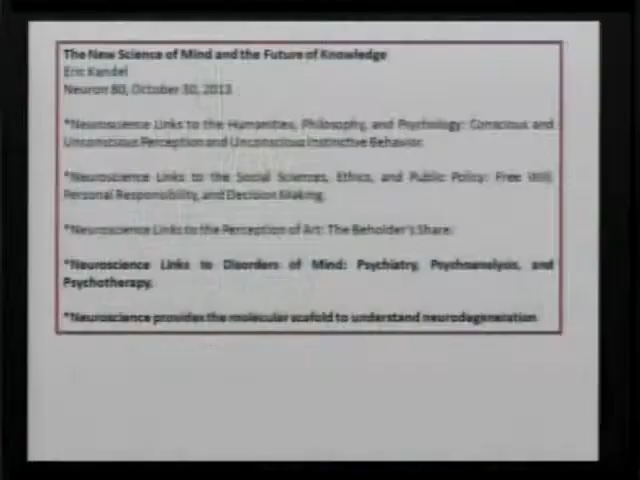 The New Science of Mind and the Future of Knowledge
Eric Kandel
Neuron 80, October 30, 2013
*Neuroscience Links to the Humanities, Philosophy, and Psychology: Conscious and
Unconscious Perception and Unconscious Instinctive Behavior.
*Neuroscience Links to the Social Sciences, Ethics, and Public Policy: Free Will,
Personal Responsibility, and Decision Making.
*Neuroscience Links to the Perception of Art: The Beholder's Share.
*Neuroscience Links to Disorders of Mind: Psychiatry, Psychoanalysis, and
Psychotherapy.
*Neuroscience provides the molecular scafold to understand neurodegeneration